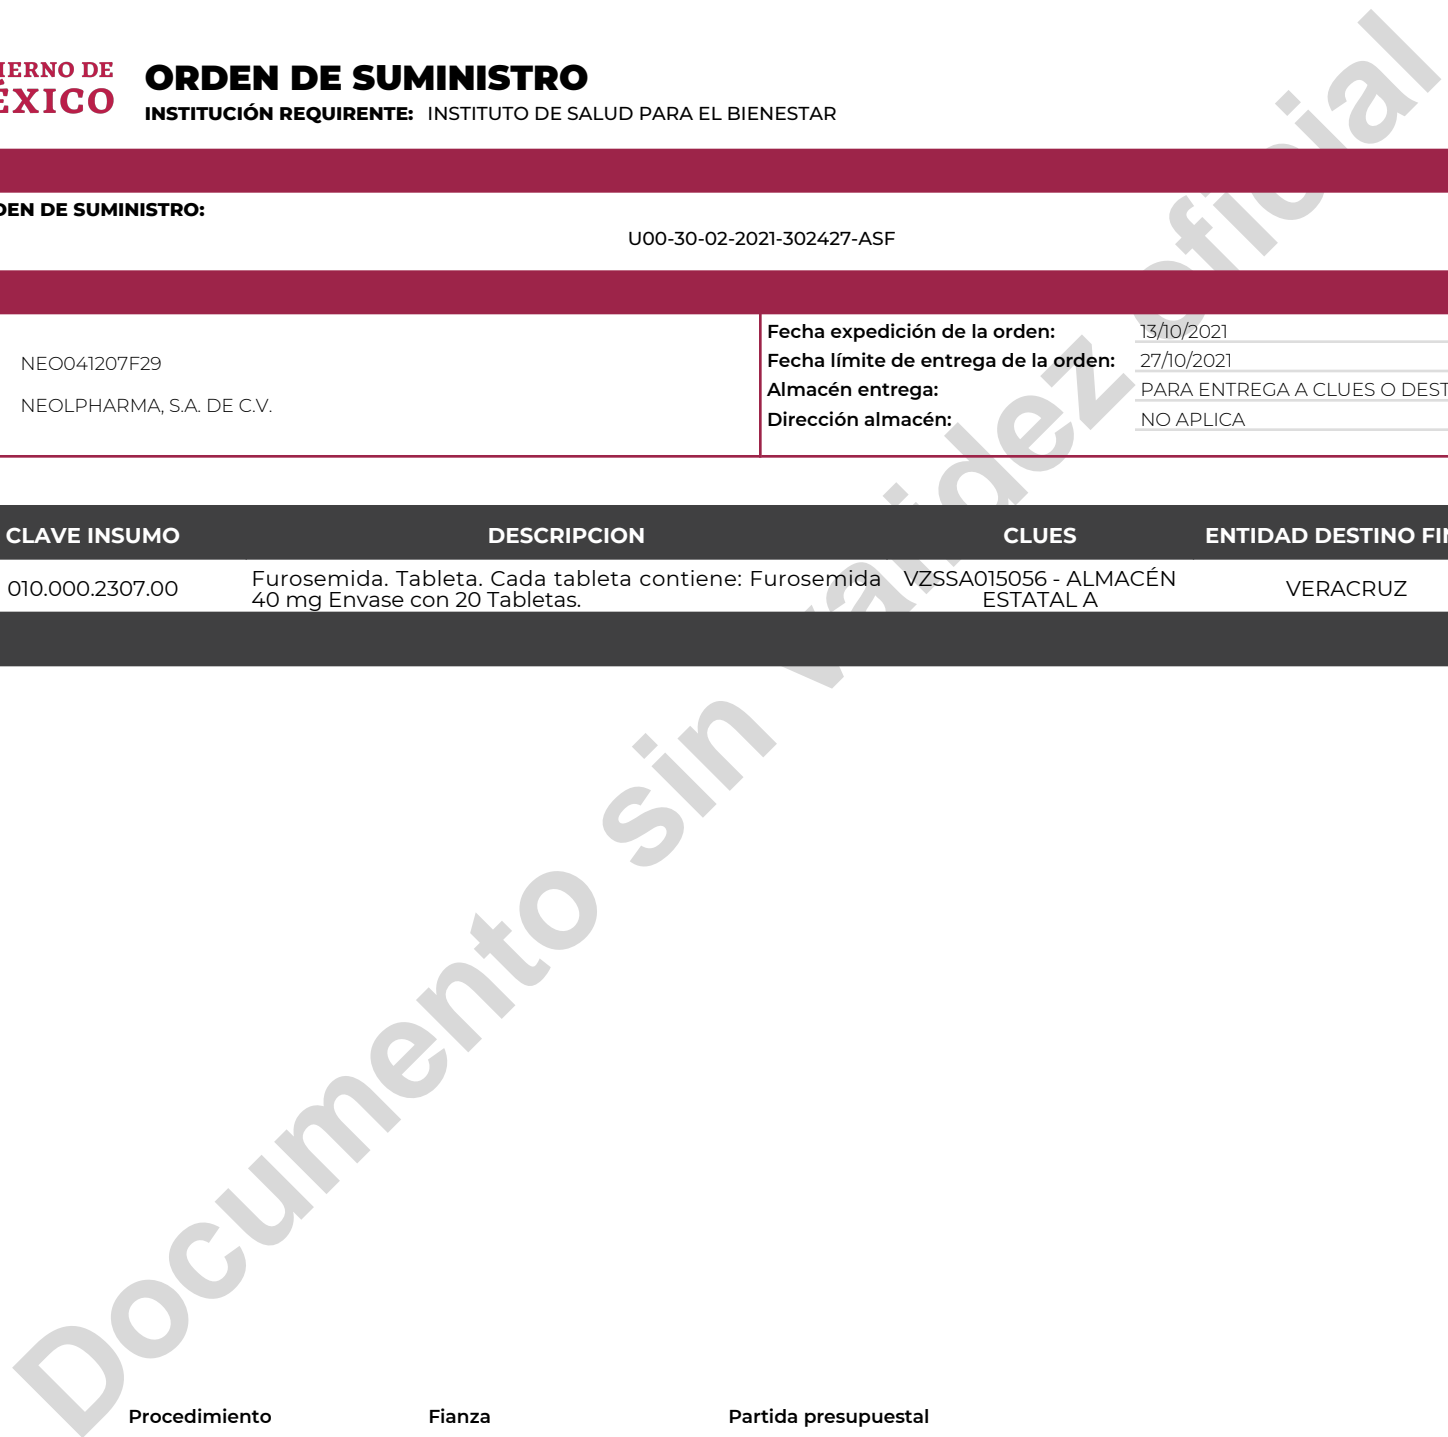 IERNO DE
ÉXICO
ORDEN DE SUMINISTRO
INSTITUCIÓN REQUIRENTE: INSTITUTO DE SALUD PARA EL BIENESTAR
DEN DE SUMINISTRO:
U00-30-02-2021-302427-ASF
NEO041207F29
NEOLPHARMA, S.A. DE C.V.
Fecha expedición de la orden: 13/10/2021
Fecha límite de entrega de la orden: 27/10/2021
Almacén entrega: PARA ENTREGA A CLUES O DEST
Dirección almacén: NO APLICA
CLAVE INSUMO DESCRIPCION CLUES ENTIDAD DESTINO FIN
010.000.2307.00
Furosemida. Tableta. Cada tableta contiene: Furosemida
40 mg Envase con 20 Tabletas.
VZSSA015056 - ALMACÉN
ESTATAL A
VERACRUZ
Documento sin validez oficial
Procedimiento Fianza Partida presupuestal